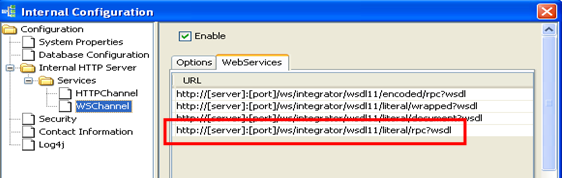 Internal Configuration
Configuration
System Properties
Database Configuration
Internal HTTP Server
Services
HTTPChannel
WSChannel
Security
Contact Information
Log4j
Enable
Options WebServices
URL
http://[server]:[port]/ws/integrator/wsdl11/encoded/rpc?wsdl
http://[server]:[port]/ws/integrator/wsdl11/literal/wrapped?wsdl
http://[server]:[port]/ws/integrator/wsdl11/literal/document?wsdl
http://[server]:[port]/ws/integrator/wsdl11/literal/rpc?wsdl